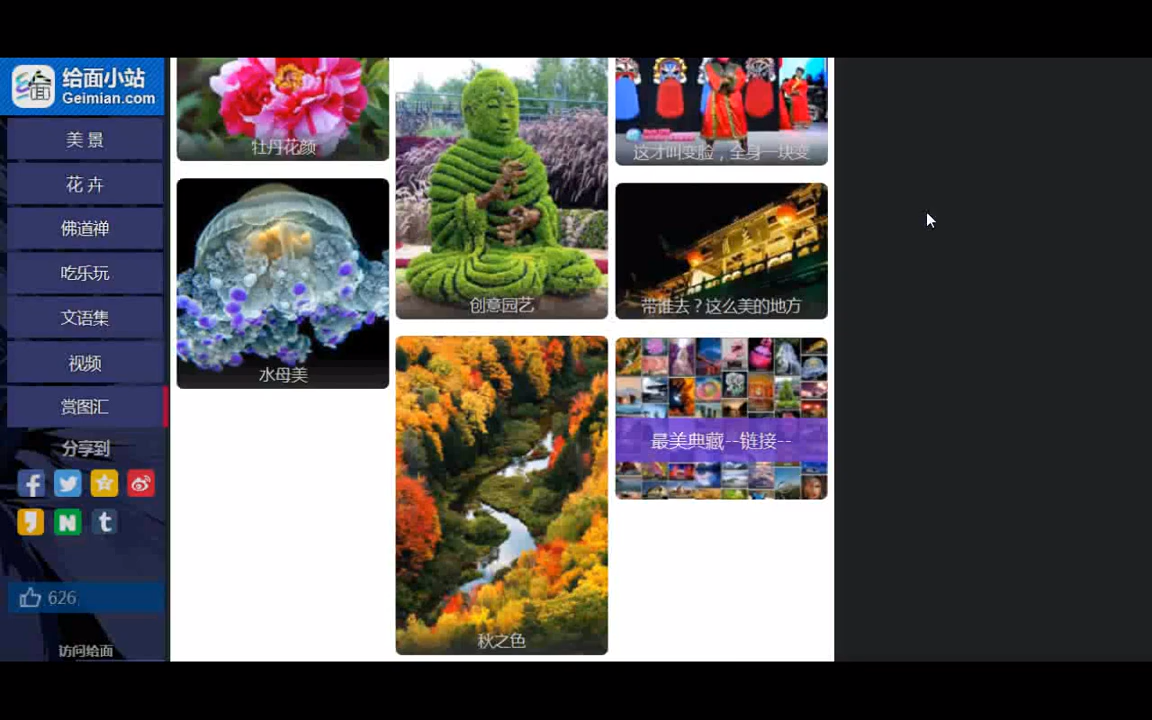 给面小站
Geimian.com
美 景
花 卉
佛道禅
吃乐玩
文语集
视频
赏图汇
分享到
626
访问给面
牡丹花颜
水母美
创意园艺
秋之色
这才叫变脸，全身一块变
带谁去？这么美的地方
最美典藏--链接--